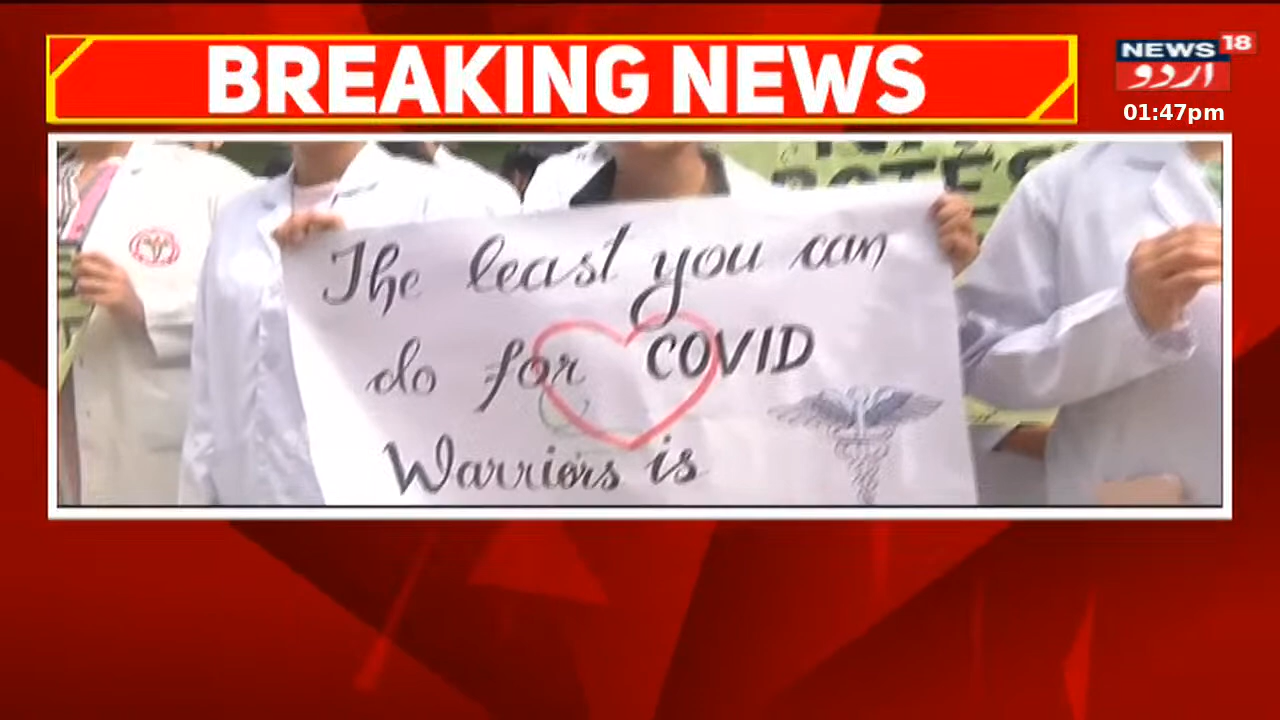 BREAKING NEWS
NEWS 18
اردو
01:47pm
The least you can
do for COVID
Warriors is